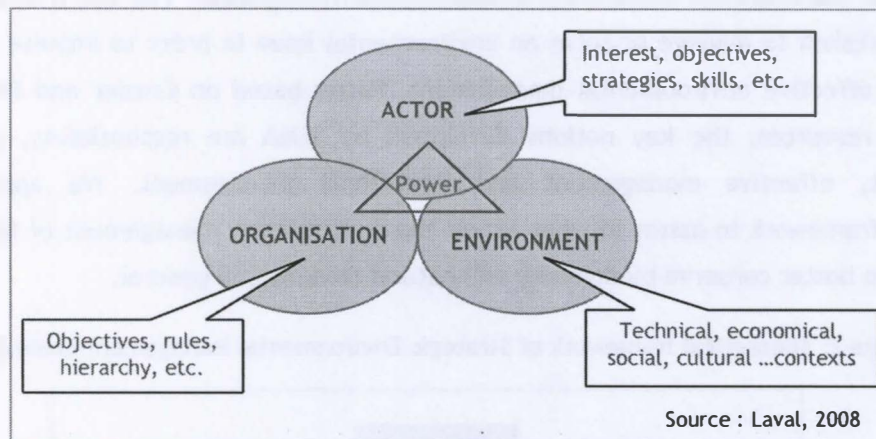 Interest, objectives,
strategies, skills, etc.
ACTOR
Power
ORGANISATION
ENVIRONMENT
Objectives, rules,
hierarchy, etc.
Technical, economical,
social, cultural ...contexts
Source : Laval, 2008